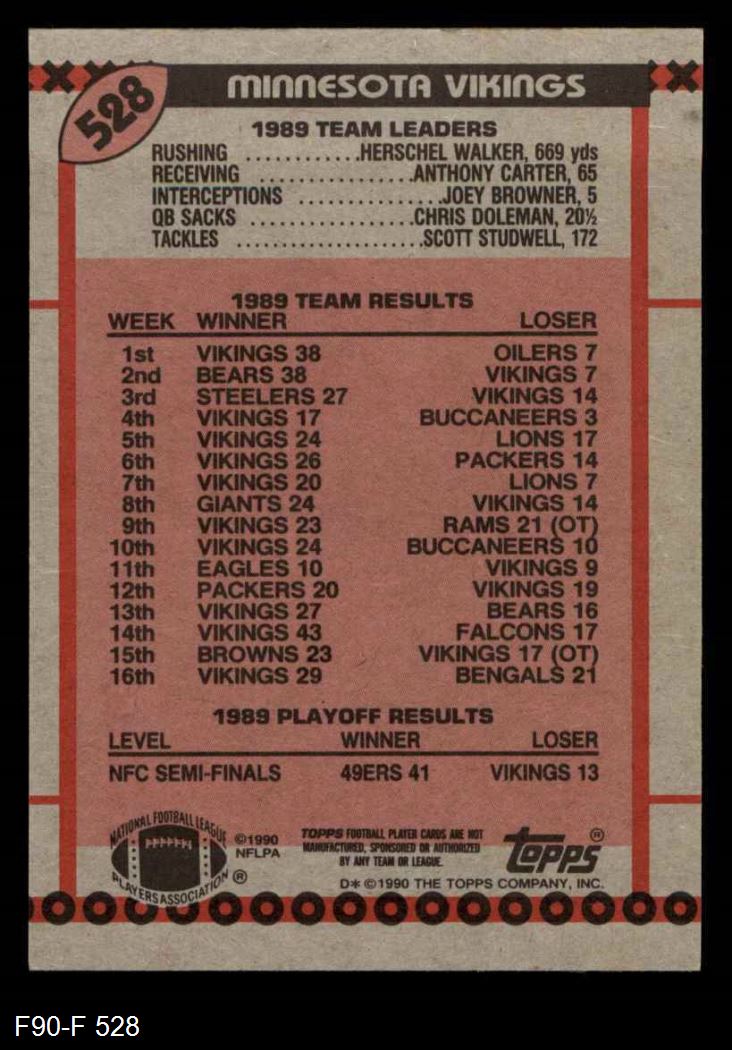 528
MINNESOTA VIKINGS
1989 TEAM LEADERS
RUSHING ............HERSCHEL WALKER, 669 yds
RECEIVING ................ANTHONY CARTER, 65
INTERCEPTIONS ...............JOEY BROWNER, 5
QB SACKS .................CHRIS DOLEMAN, 20½
TACKLES ....................SCOTT STUDWELL, 172
1989 TEAM RESULTS
WEEK WINNER LOSER
1st VIKINGS 38 OILERS 7
2nd BEARS 38 VIKINGS 7
3rd STEELERS 27 VIKINGS 14
4th VIKINGS 17 BUCCANEERS 3
5th VIKINGS 24 LIONS 17
6th VIKINGS 26 PACKERS 14
7th VIKINGS 20 LIONS 7
8th GIANTS 24 VIKINGS 14
9th VIKINGS 23 RAMS 21 (OT)
10th VIKINGS 24 BUCCANEERS 10
11th EAGLES 10 VIKINGS 9
12th PACKERS 20 VIKINGS 19
13th VIKINGS 27 BEARS 16
14th VIKINGS 43 FALCONS 17
15th BROWNS 23 VIKINGS 17 (OT)
16th VIKINGS 29 BENGALS 21
1989 PLAYOFF RESULTS
LEVEL WINNER LOSER
NFC SEMI-FINALS 49ERS 41 VIKINGS 13
NATIONAL FOOTBALL LEAGUE
PLAYERS ASSOCIATION ®
©1990
NFLPA
TOPPS FOOTBALL PLAYER CARDS ARE NOT
MANUFACTURED, SPONSORED OR AUTHORIZED
BY ANY TEAM OR LEAGUE.
topps ®
D* ©1990 THE TOPPS COMPANY, INC.
F90-F 528